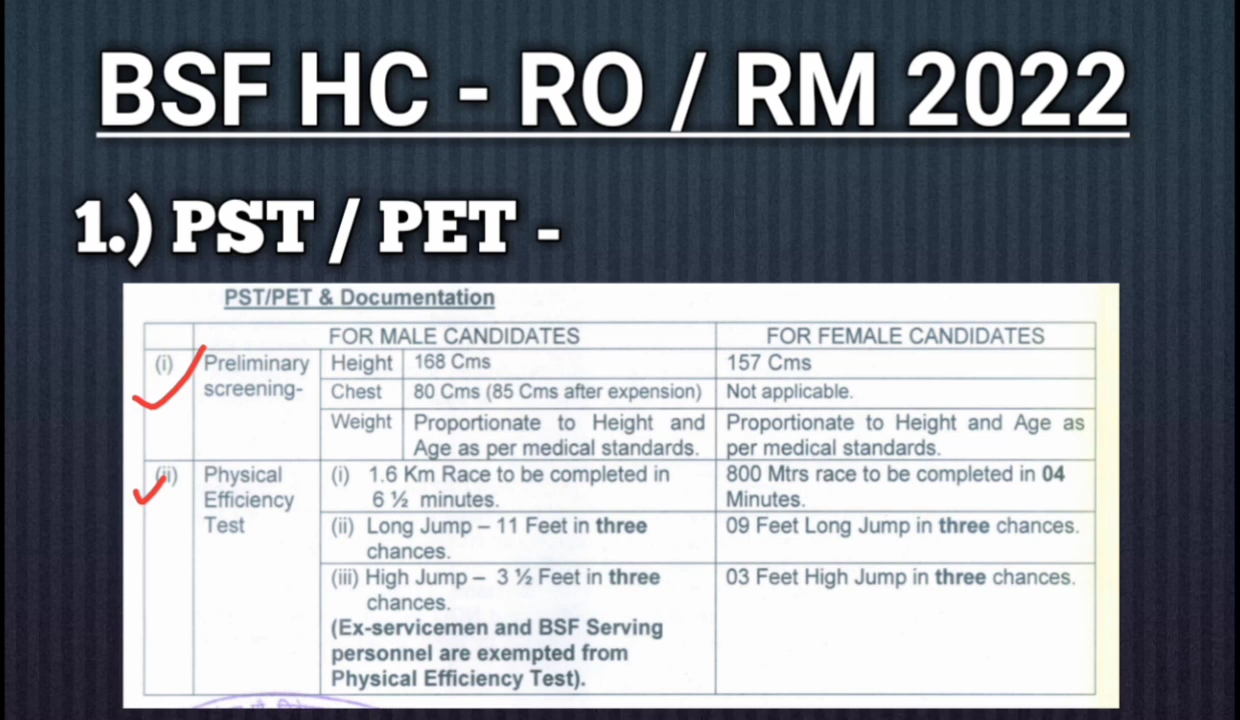 BSF HC - RO / RM 2022
1.) PST / PET -
PST/PET & Documentation
FOR MALE CANDIDATES
FOR FEMALE CANDIDATES
(i)
Preliminary
screening-
Height
168 Cms
157 Cms
Chest
80 Cms (85 Cms after expension)
Not applicable.
Weight
Proportionate to Height and
Age as per medical standards.
Proportionate to Height and Age as
per medical standards.
(ii)
Physical
Efficiency
Test
(i) 1.6 Km Race to be completed in
6 ½ minutes.
800 Mtrs race to be completed in 04
Minutes.
(ii) Long Jump – 11 Feet in three
chances.
09 Feet Long Jump in three chances.
(iii) High Jump – 3 ½ Feet in three
chances.
(Ex-servicemen and BSF Serving
personnel are exempted from
Physical Efficiency Test).
03 Feet High Jump in three chances.